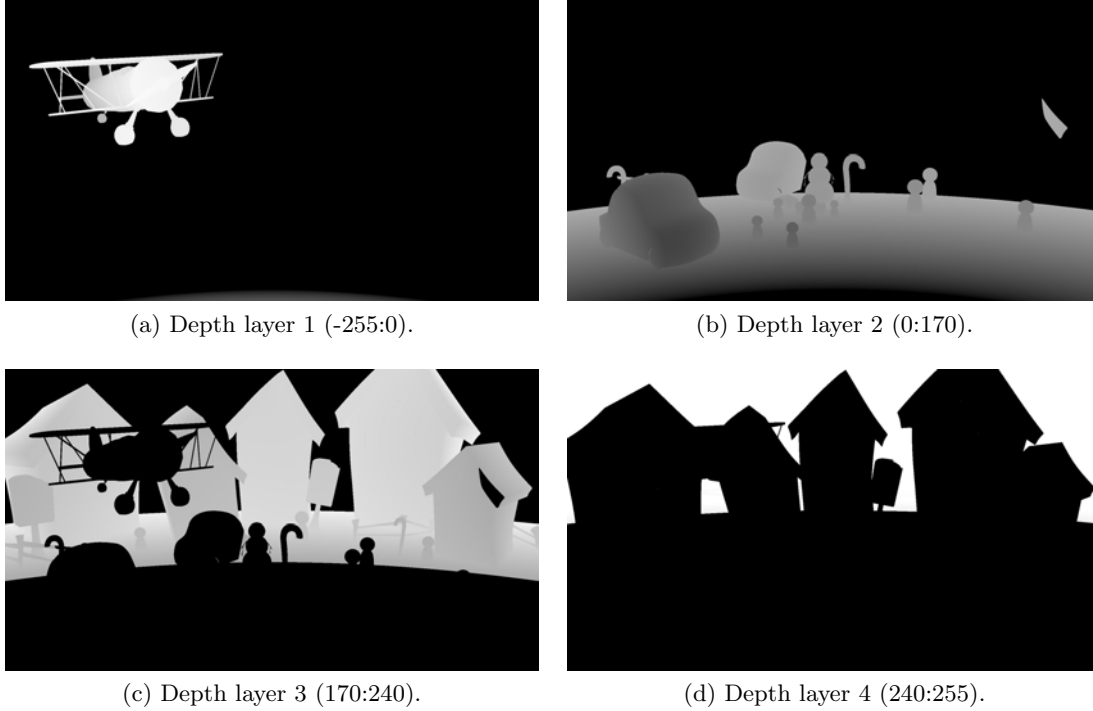 (a) Depth layer 1 (-255:0).
(b) Depth layer 2 (0:170).
(c) Depth layer 3 (170:240).
(d) Depth layer 4 (240:255).